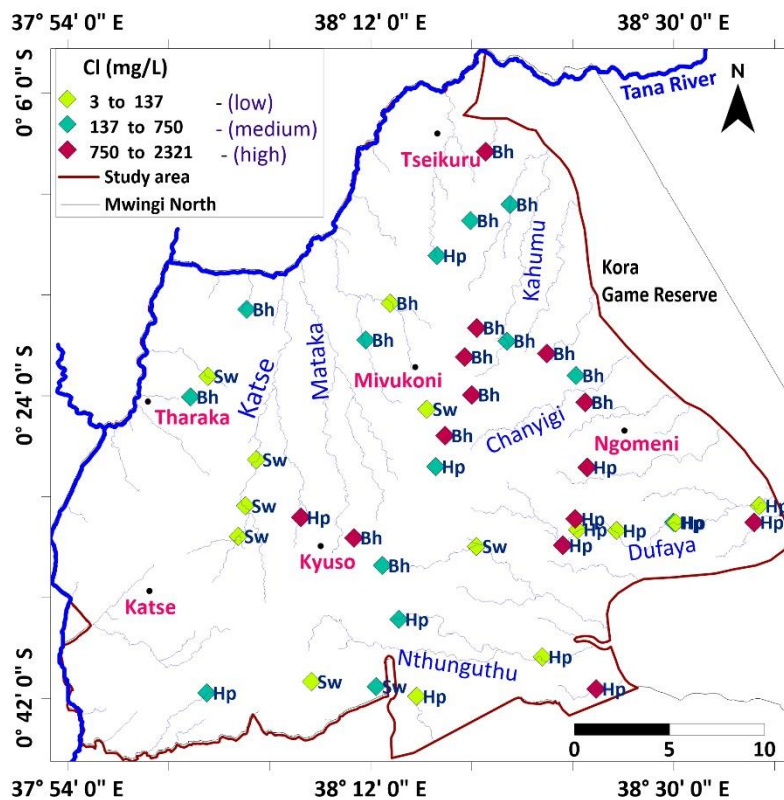 37° 54' 0" E 38° 12' 0" E 38° 30' 0" E
0° 6' 0" S
0° 24' 0" S
0° 42' 0" S
Cl (mg/L)
3 to 137 - (low)
137 to 750 - (medium)
750 to 2321 - (high)
Study area
Mwingi North
Tana River
N
Tseikuru
Bh
Bh
Bh
Hp
Kahumu
Kora
Game Reserve
Bh
Bh
Bh
Bh
Bh
Bh
Bh
Mataka
Mivukoni
Katse
Sw
Bh
Bh
Bh
Tharaka
Bh
Sw
Chanyigi
Bh
Ngomeni
Sw
Hp
Hp
Sw
Hp
Hp
Hp
Hp
Hp
Hp
Hp
Sw
Bh
Kyuso
Sw
Hp
Dufaya
Bh
Katse
Hp
Nthunguthu
Hp
Hp
Sw
Sw
Hp
Hp
0 5 10
37° 54' 0" E 38° 12' 0" E 38° 30' 0" E